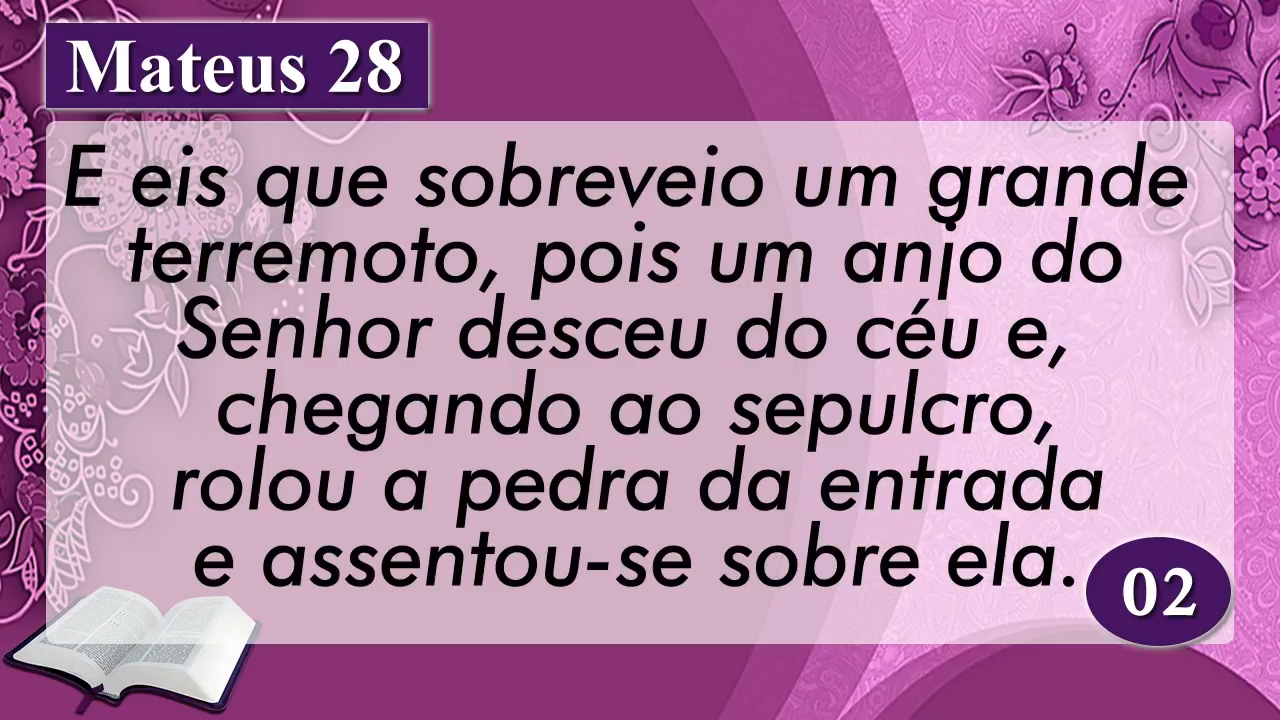 Mateus 28
E eis que sobreveio um grande
terremoto, pois um anjo do
Senhor desceu do céu e,
chegando ao sepulcro,
rolou a pedra da entrada
e assentou-se sobre ela.
02